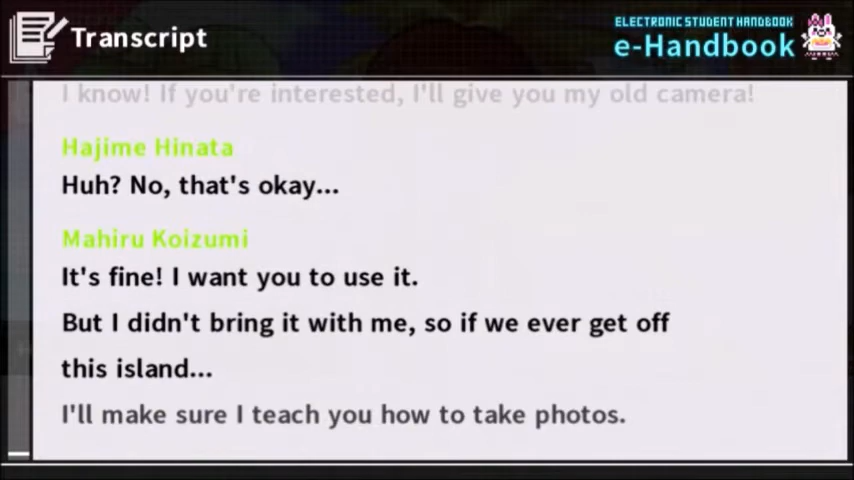 Transcript
ELECTRONIC STUDENT HANDBOOK
e-Handbook
I know! If you're interested, I'll give you my old camera!
Hajime Hinata
Huh? No, that's okay...
Mahiru Koizumi
It's fine! I want you to use it.
But I didn't bring it with me, so if we ever get off
this island...
I'll make sure I teach you how to take photos.